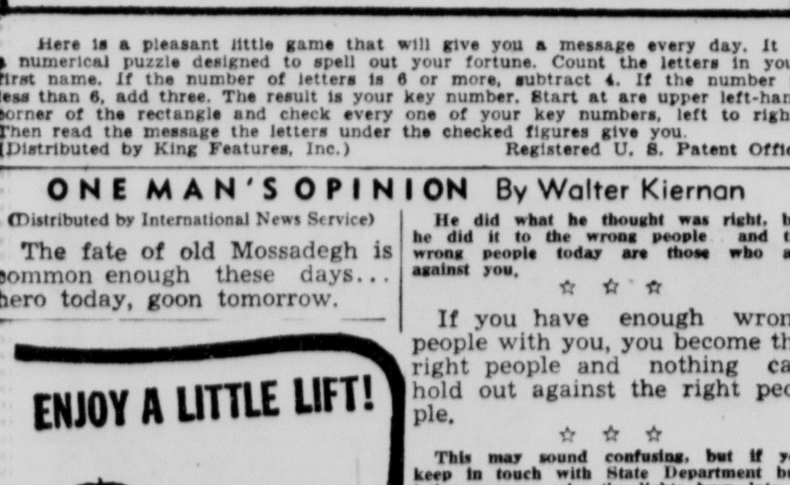 Here is a pleasant little game that will give you a message every day. It
numerical puzzle designed to spell out your fortune. Count the letters in you
first name. If the number of letters is 6 or more, subtract 4. If the number
less than 6, add three. The result is your key number. Start at are upper left-han
corner of the rectangle and check every one of your key numbers, left to righ
Then read the message the letters under the checked figures give you.
(Distributed by King Features, Inc.) Registered U. S. Patent Offic
ONE MAN'S OPINION By Walter Kiernan
(Distributed by International News Service)
The fate of old Mossadegh is
common enough these days...
hero today, goon tomorrow.
ENJOY A LITTLE LIFT!
He did what he thought was right, b
he did it to the wrong people and t
wrong people today are those who a
against you.
☆ ☆ ☆
If you have enough wron
people with you, you become th
right people and nothing ca
hold out against the right peo
ple.
☆ ☆ ☆
This may sound confusing, but if y
keep in touch with State Department b